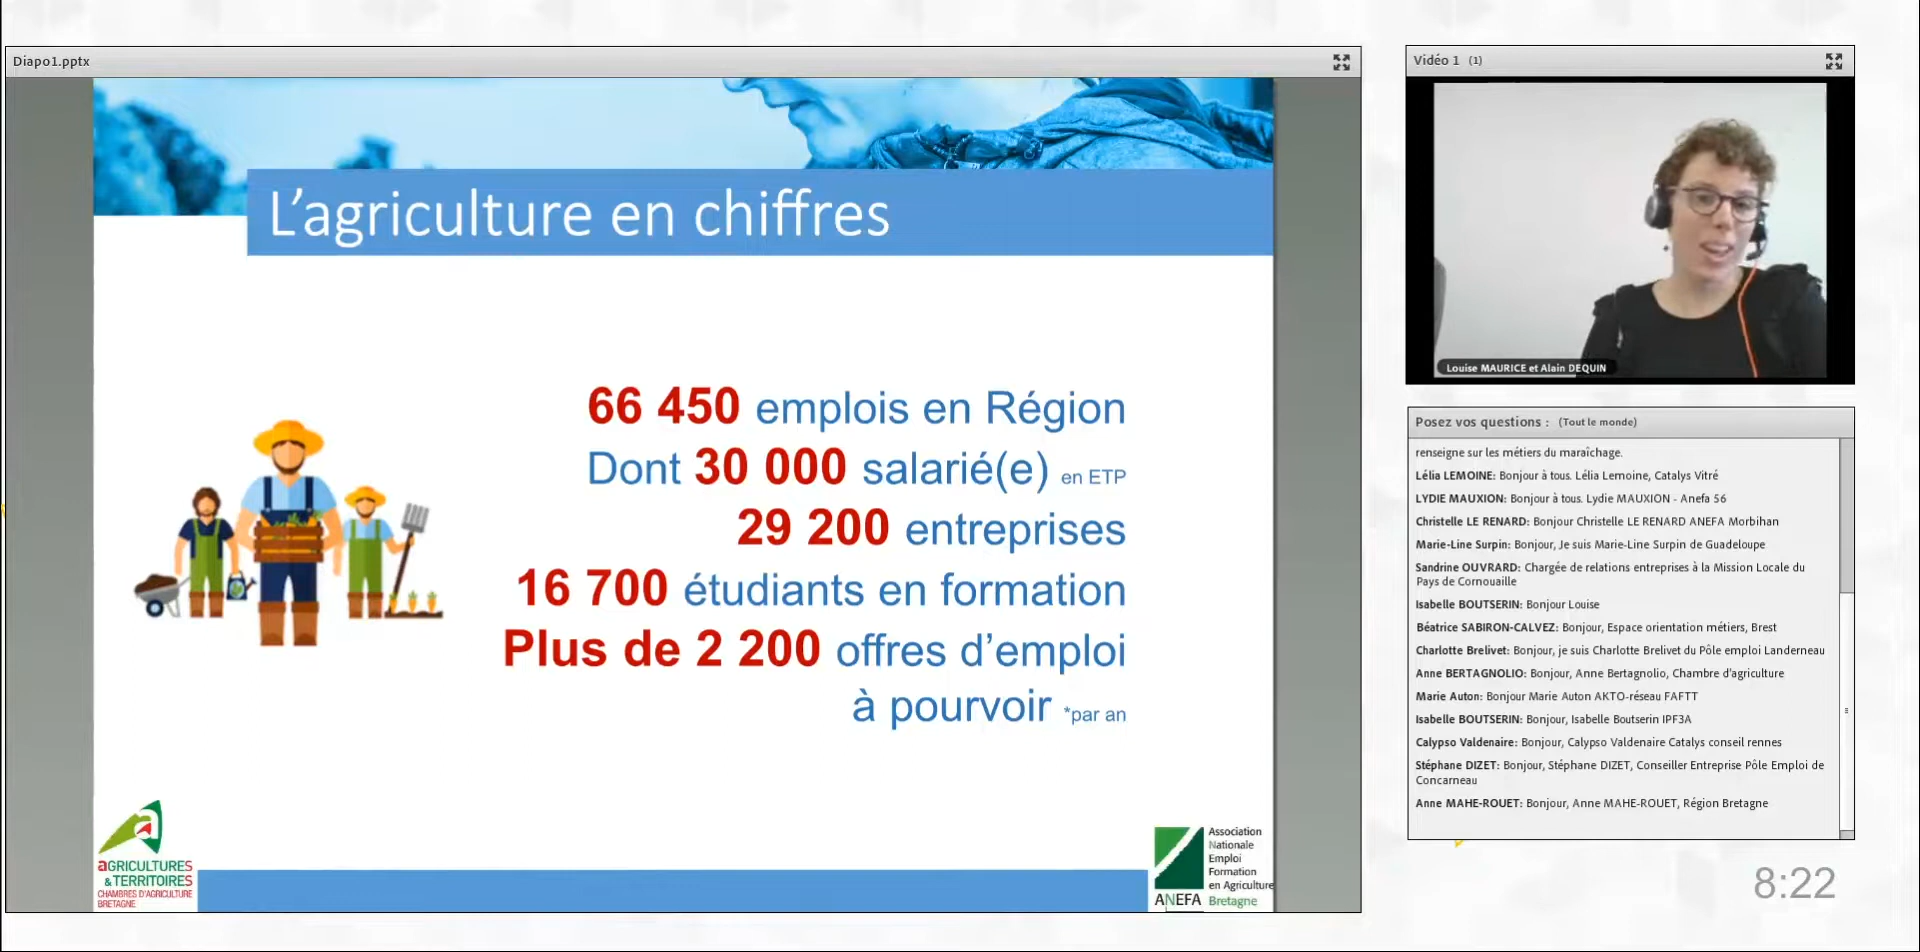 Diapo1.pptx
L’agriculture en chiffres
66 450 emplois en Région
Dont 30 000 salarié(e) en ETP
29 200 entreprises
16 700 étudiants en formation
Plus de 2 200 offres d’emploi
à pourvoir *par an
aGRICULTURES
& TERRITOIRES
CHAMBRES D'AGRICULTURE
BRETAGNE
Association
Nationale
Emploi
Formation
en Agriculture
ANEFA Bretagne
Vidéo 1 (1)
Louise MAURICE et Alain DEQUIN
Posez vos questions : (Tout le monde)
renseigne sur les métiers du maraîchage.
Lélia LEMOINE: Bonjour à tous. Lélia Lemoine, Catalys Vitré
LYDIE MAUXION: Bonjour à tous. Lydie MAUXION - Anefa 56
Christelle LE RENARD: Bonjour Christelle LE RENARD ANEFA Morbihan
Marie-Line Surpin: Bonjour, Je suis Marie-Line Surpin de Guadeloupe
Sandrine OUVRARD: Chargée de relations entreprises à la Mission Locale du
Pays de Cornouaille
Isabelle BOUTSERIN: Bonjour Louise
Béatrice SABIRON-CALVEZ: Bonjour, Espace orientation métiers, Brest
Charlotte Brelivet: Bonjour, je suis Charlotte Brelivet du Pôle emploi Landerneau
Anne BERTAGNOLIO: Bonjour, Anne Bertagnolio, Chambre d'agriculture
Marie Auton: Bonjour Marie Auton AKTO-réseau FAFTT
Isabelle BOUTSERIN: Bonjour, Isabelle Boutserin IPF3A
Calypso Valdenaire: Bonjour, Calypso Valdenaire Catalys conseil rennes
Stéphane DIZET: Bonjour, Stéphane DIZET, Conseiller Entreprise Pôle Emploi de
Concarneau
Anne MAHE-ROUET: Bonjour, Anne MAHE-ROUET, Région Bretagne
8:22